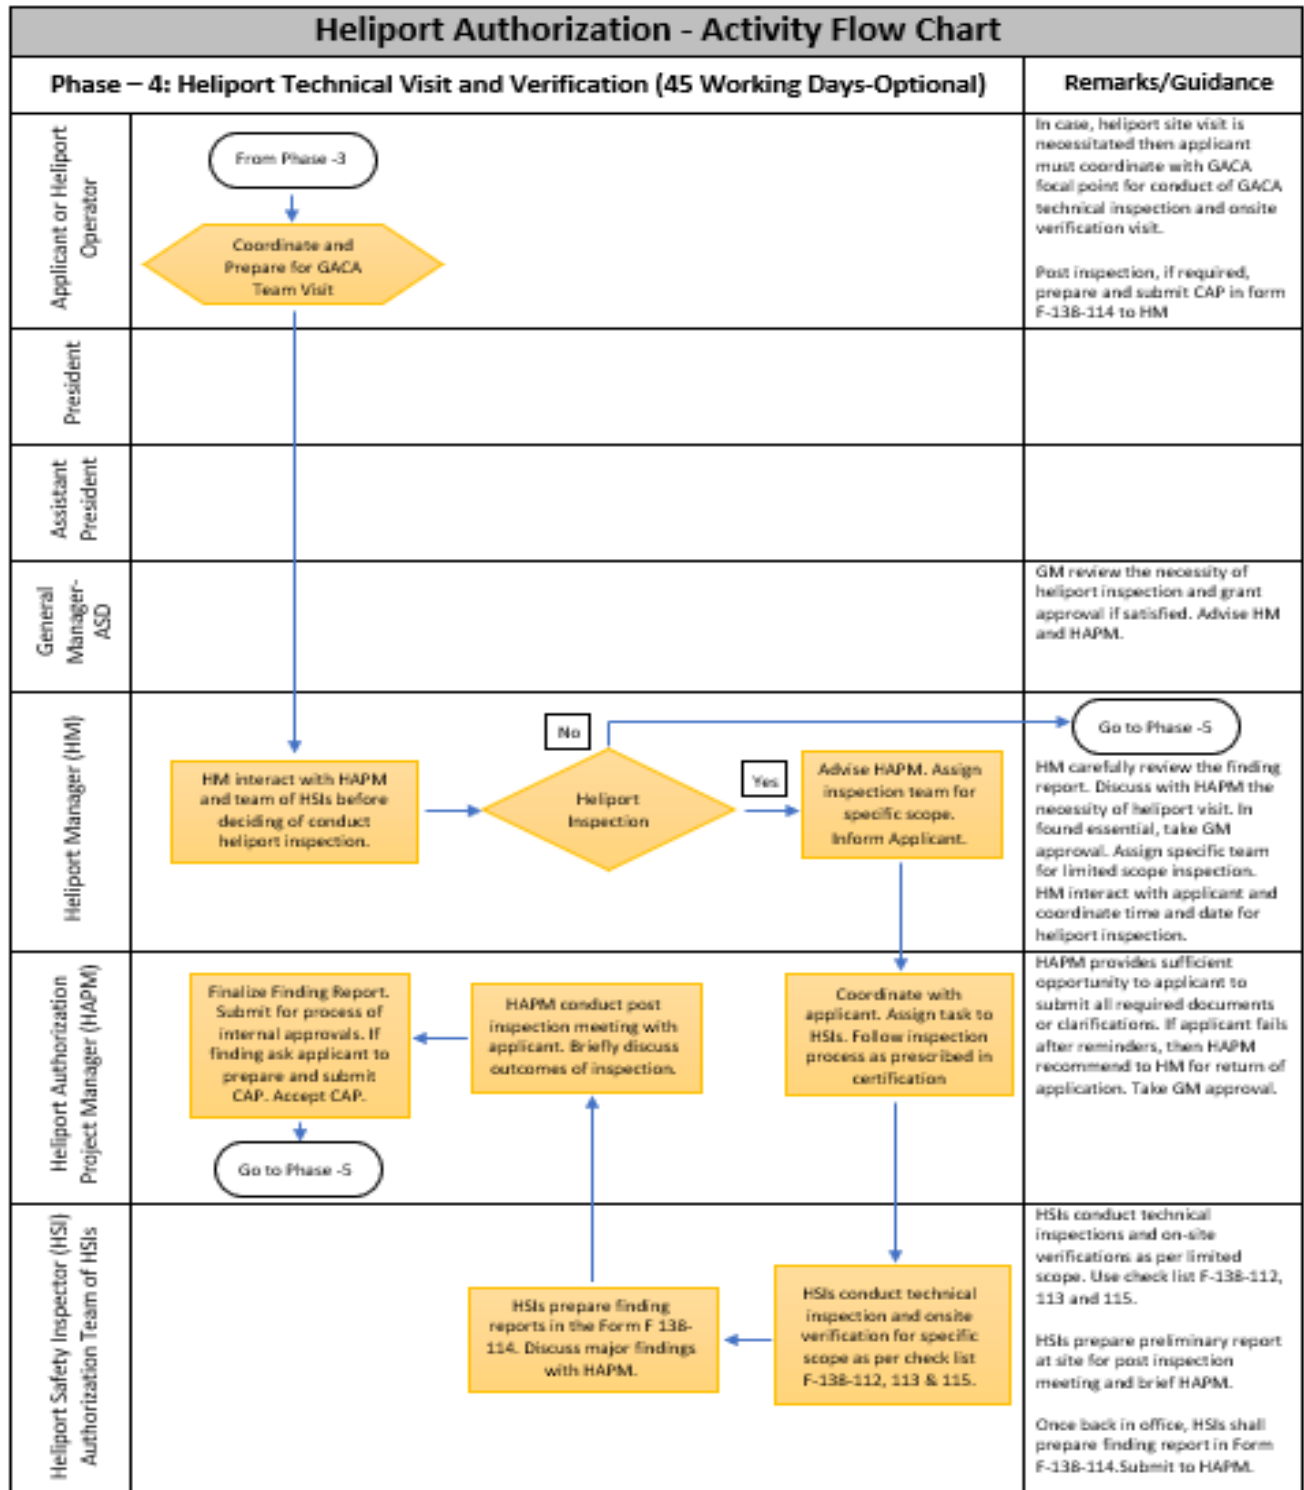 Heliport Authorization - Activity Flow Chart
Phase – 4: Heliport Technical Visit and Verification (45 Working Days-Optional)
Remarks/Guidance
Applicant or Heliport
Operator
From Phase -3
Coordinate and
Prepare for GACA
Team Visit
In case, heliport site visit is
necessitated then applicant
must coordinate with GACA
focal point for conduct of GACA
technical inspection and onsite
verification visit.
Post inspection, if required,
prepare and submit CAP in form
F-138-114 to HM
President
Assistant
President
General
Manager-
ASD
GM review the necessity of
heliport inspection and grant
approval if satisfied. Advise HM
and HAPM.
Heliport Manager (HM)
HM interact with HAPM
and team of HSIs before
deciding of conduct
heliport inspection.
No
Heliport
Inspection
Yes
Advise HAPM. Assign
inspection team for
specific scope.
Inform Applicant.
Go to Phase -5
HM carefully review the finding
report. Discuss with HAPM the
necessity of heliport visit. In
found essential, take GM
approval. Assign specific team
for limited scope inspection.
HM interact with applicant and
coordinate time and date for
heliport inspection.
Heliport Authorization
Project Manager (HAPM)
Finalize Finding Report.
Submit for process of
internal approvals. If
finding ask applicant to
prepare and submit
CAP. Accept CAP.
Go to Phase -5
HAPM conduct post
inspection meeting with
applicant. Briefly discuss
outcomes of inspection.
Coordinate with
applicant. Assign task to
HSIs. Follow inspection
process as prescribed in
certification
HAPM provides sufficient
opportunity to applicant to
submit all required documents
or clarifications. If applicant fails
after reminders, then HAPM
recommend to HM for return of
application. Take GM approval.
Heliport Safety Inspector (HSI)
Authorization Team of HSIs
HSIs prepare finding
reports in the Form F 138-
114. Discuss major findings
with HAPM.
HSIs conduct technical
inspection and onsite
verification for specific
scope as per check list
F-138-112, 113 & 115.
HSIs conduct technical
inspections and on-site
verifications as per limited
scope. Use check list F-138-112,
113 and 115.
HSIs prepare preliminary report
at site for post inspection
meeting and brief HAPM.
Once back in office, HSIs shall
prepare finding report in Form
F-138-114.Submit to HAPM.